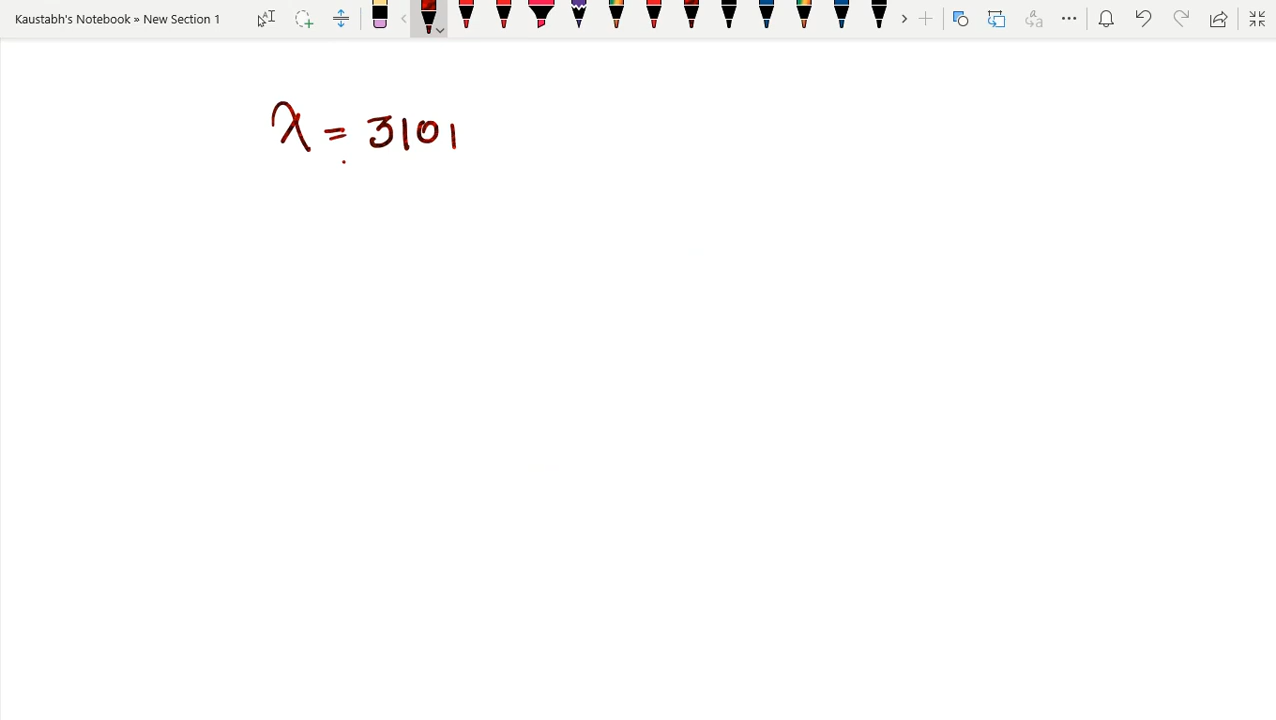 Kaustabh's Notebook » New Section 1
λ = 3101